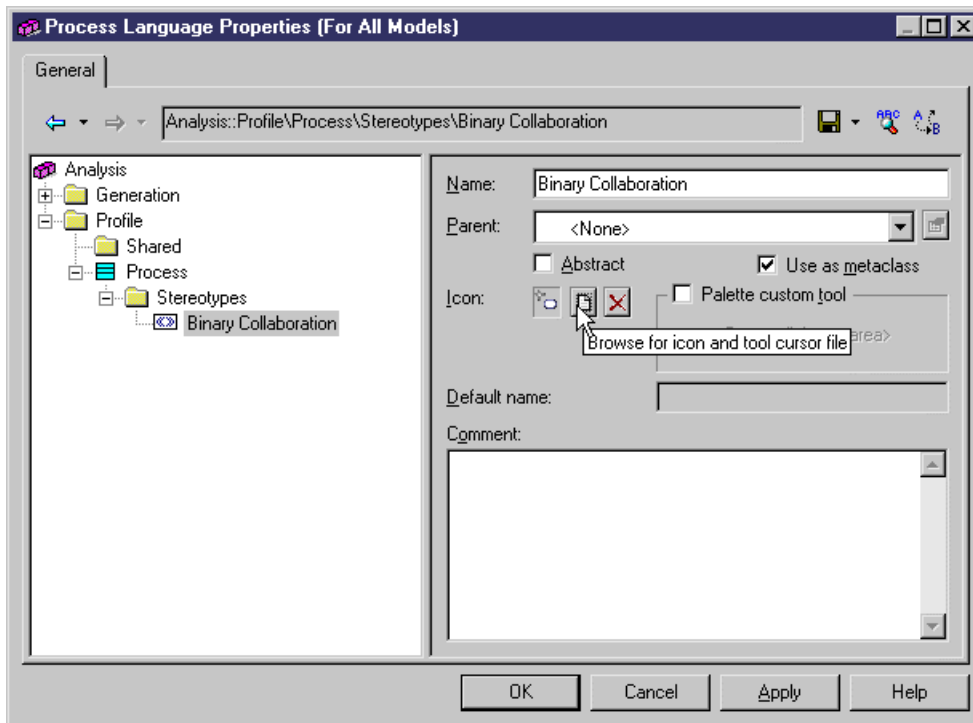 Process Language Properties (For All Models)
General
Analysis::Profile\Process\Stereotypes\Binary Collaboration
ABC
A
B
Analysis
Generation
Profile
Shared
Process
Stereotypes
Binary Collaboration
Name: Binary Collaboration
Parent: <None>
Abstract Use as metaclass
Icon: Palette custom tool
Browse for icon and tool cursor file area>
Default name:
Comment:
OK Cancel Apply Help